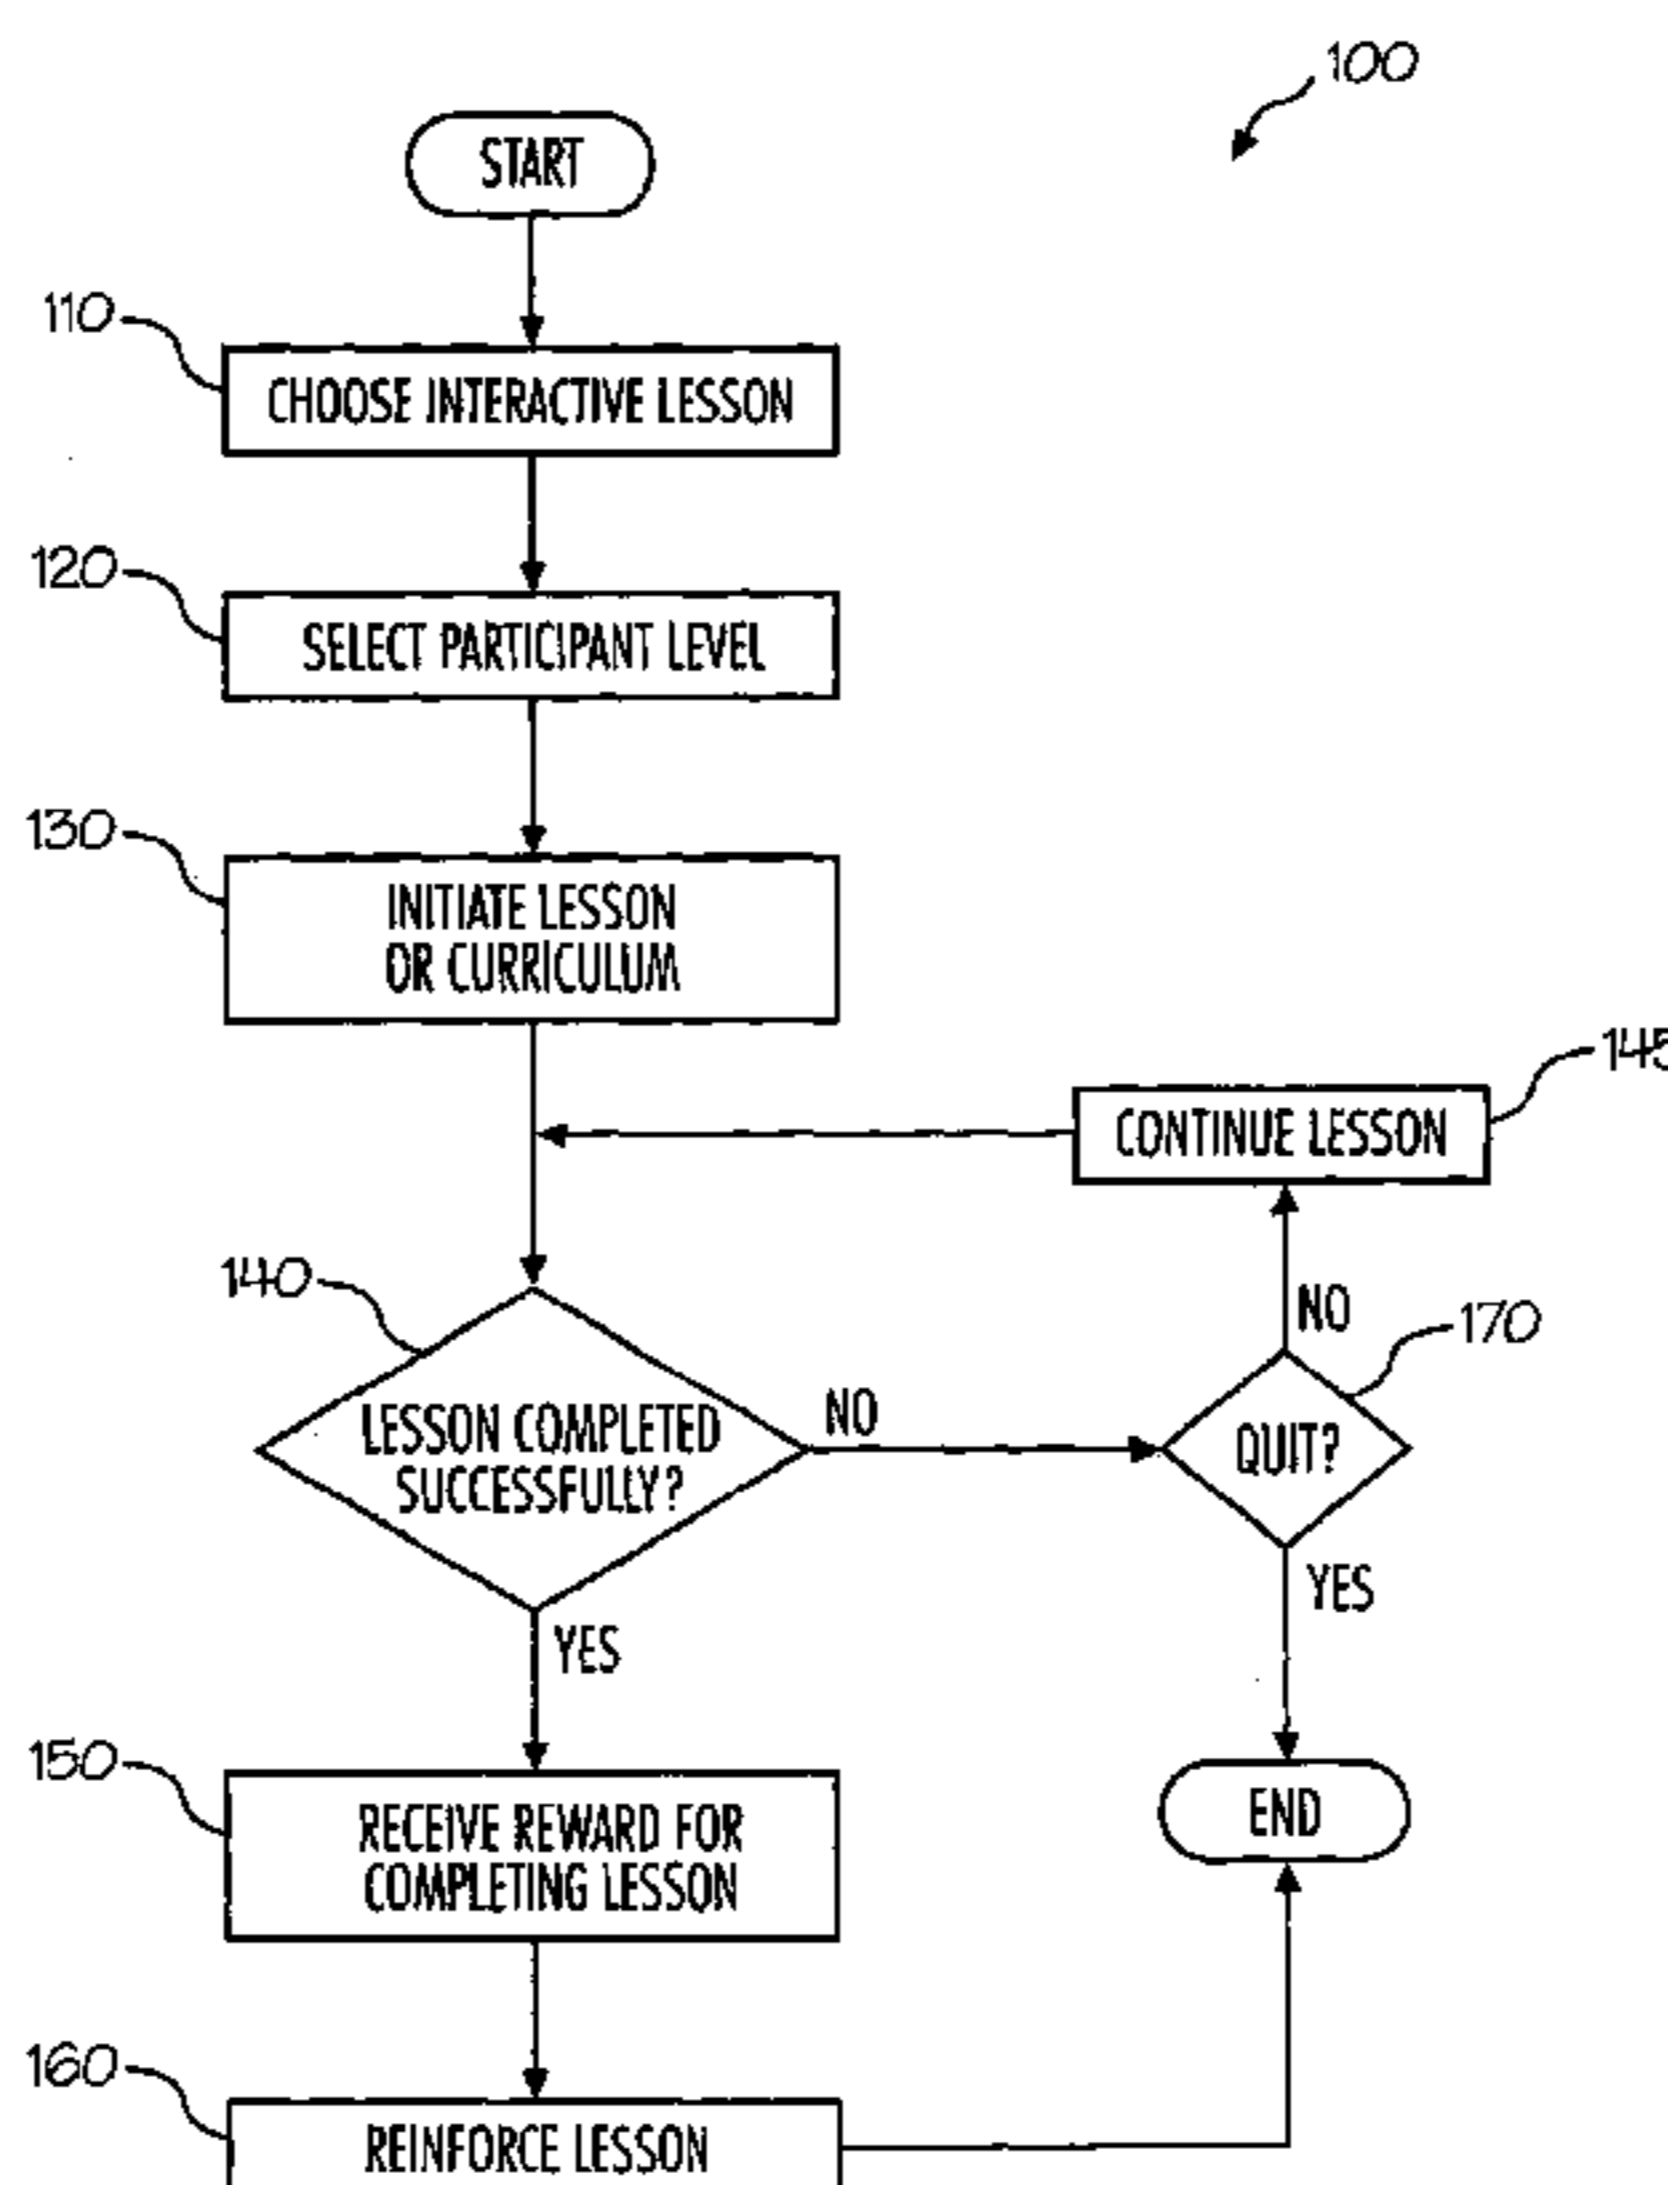 100
START
110
CHOOSE INTERACTIVE LESSON
120
SELECT PARTICIPANT LEVEL
130
INITIATE LESSON
OR CURRICULUM
145
CONTINUE LESSON
140
NO
170
LESSON COMPLETED
SUCCESSFULLY?
NO
QUIT?
YES
YES
150
RECEIVE REWARD FOR
COMPLETING LESSON
END
160
REINFORCE LESSON